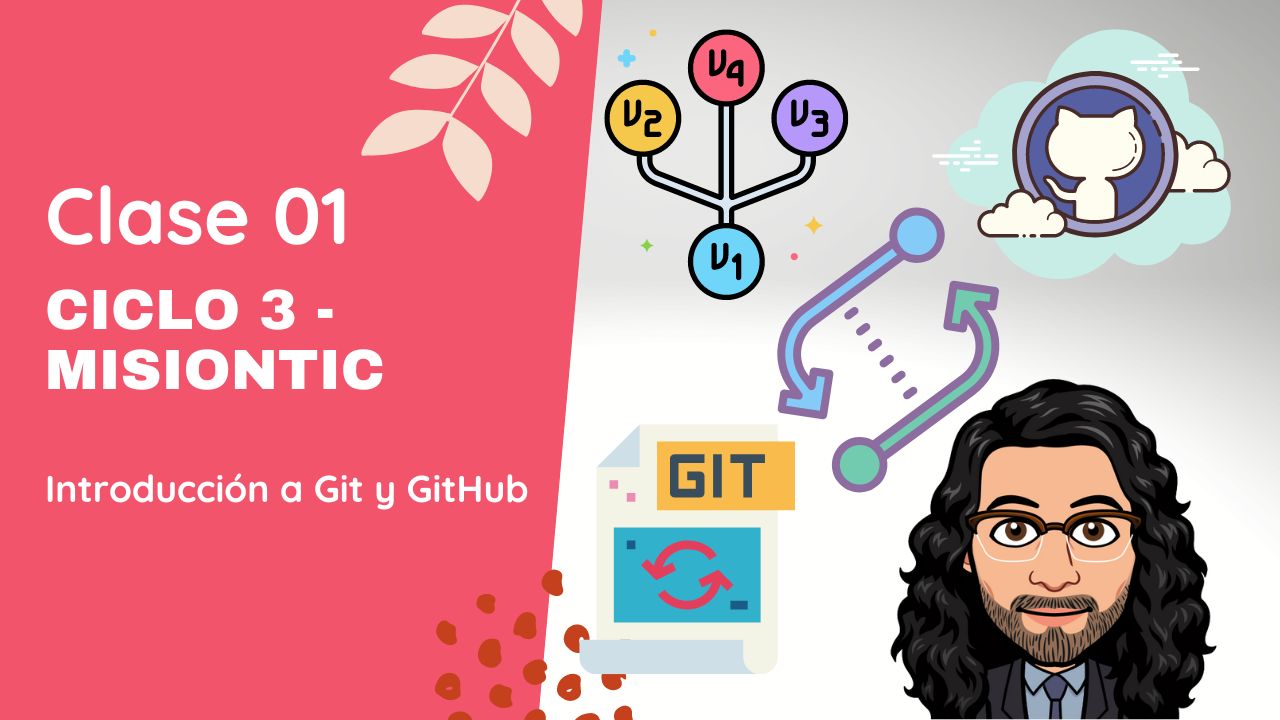 Clase 01
CICLO 3 -
MISIONTIC
Introducción a Git y GitHub
V4
V2
V3
V1
GIT